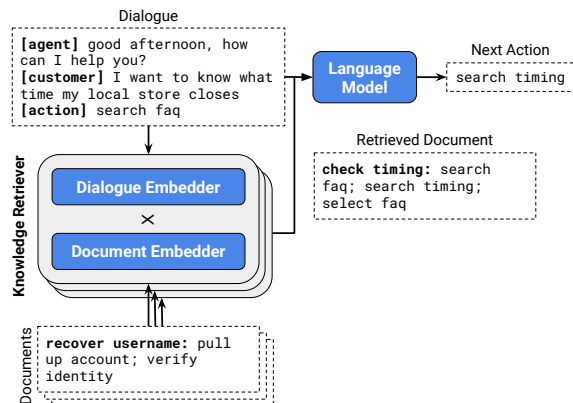 Dialogue
[agent] good afternoon, how
can I help you?
[customer] I want to know what
time my local store closes
[action] search faq
Language
Model
Next Action
search timing
Retrieved Document
check timing: search
faq; search timing;
select faq
Knowledge Retriever
Dialogue Embedder
X
Document Embedder
Documents
recover username: pull
up account; verify
identity